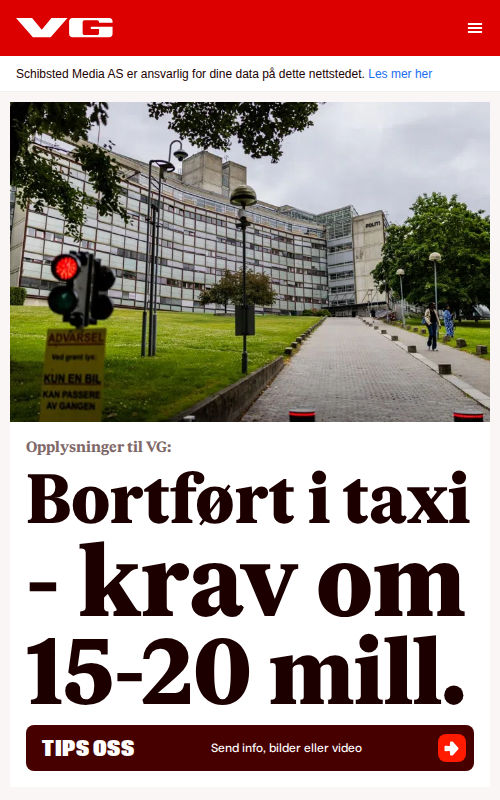 VG
Schibsted Media AS er ansvarlig for dine data på dette nettstedet. Les mer her
POLITI
ADVARSEL
Ved grønt lys:
KUN EN BIL
KAN PASSERE
AV GANGEN
Opplysninger til VG:
Bortført i taxi
- krav om
15-20 mill.
TIPS OSS Send info, bilder eller video